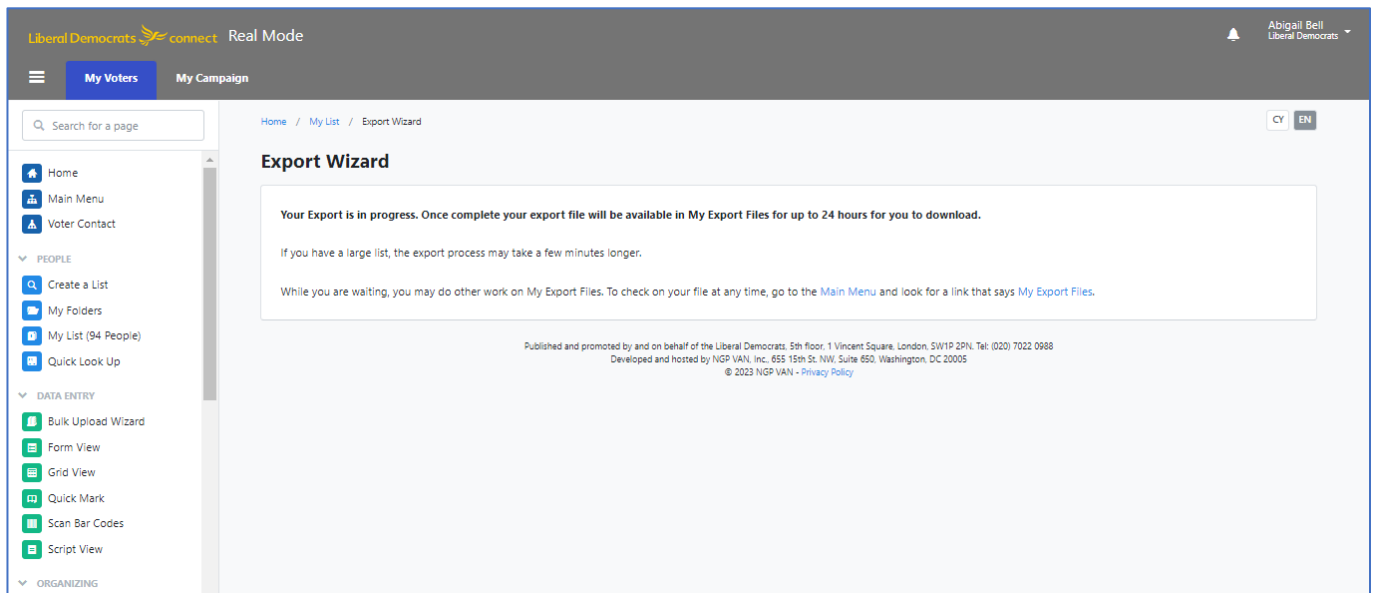 Liberal Democrats connect Real Mode
Abigail Bell
Liberal Democrats
My Voters My Campaign
Search for a page
Home / My List / Export Wizard
CY EN
Export Wizard
Your Export is in progress. Once complete your export file will be available in My Export Files for up to 24 hours for you to download.
If you have a large list, the export process may take a few minutes longer.
While you are waiting, you may do other work on My Export Files. To check on your file at any time, go to the Main Menu and look for a link that says My Export Files.
Published and promoted by and on behalf of the Liberal Democrats, 5th floor, 1 Vincent Square, London, SW1P 2PN. Tel: (020) 7022 0988
Developed and hosted by NGP VAN, Inc., 655 15th St. NW, Suite 650, Washington, DC 20005
© 2023 NGP VAN - Privacy Policy
Home
Main Menu
Voter Contact
PEOPLE
Create a List
My Folders
My List (94 People)
Quick Look Up
DATA ENTRY
Bulk Upload Wizard
Form View
Grid View
Quick Mark
Scan Bar Codes
Script View
ORGANIZING